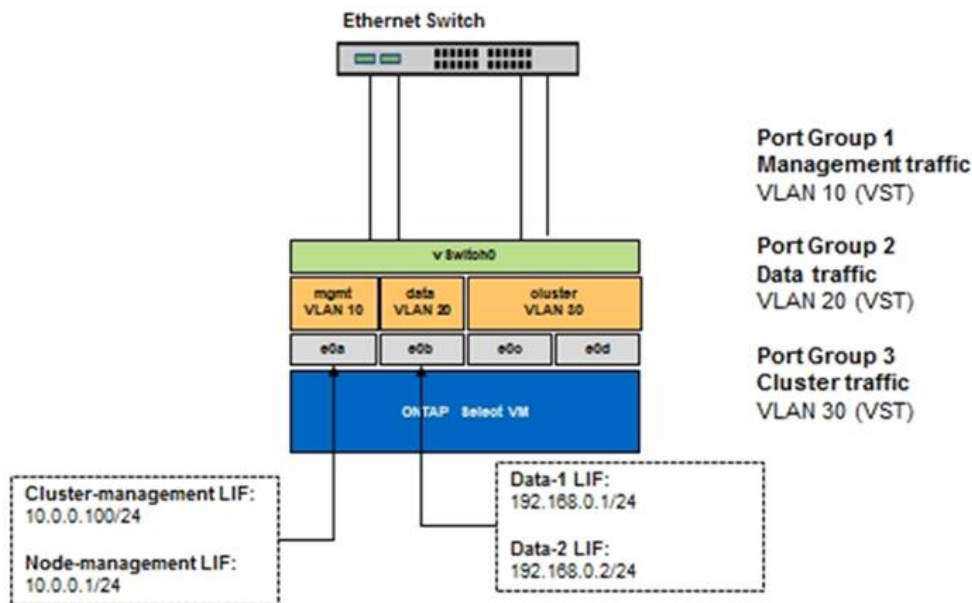 Ethernet Switch
Port Group 1
Management traffic
VLAN 10 (VST)
Port Group 2
Data traffic
VLAN 20 (VST)
Port Group 3
Cluster traffic
VLAN 30 (VST)
v Switch0
mgmt
VLAN 10
data
VLAN 20
cluster
VLAN 30
e0a
e0b
e0c
e0d
ONTAP Select VM
Cluster-management LIF:
10.0.0.100/24
Node-management LIF:
10.0.0.1/24
Data-1 LIF:
192.168.0.1/24
Data-2 LIF:
192.168.0.2/24